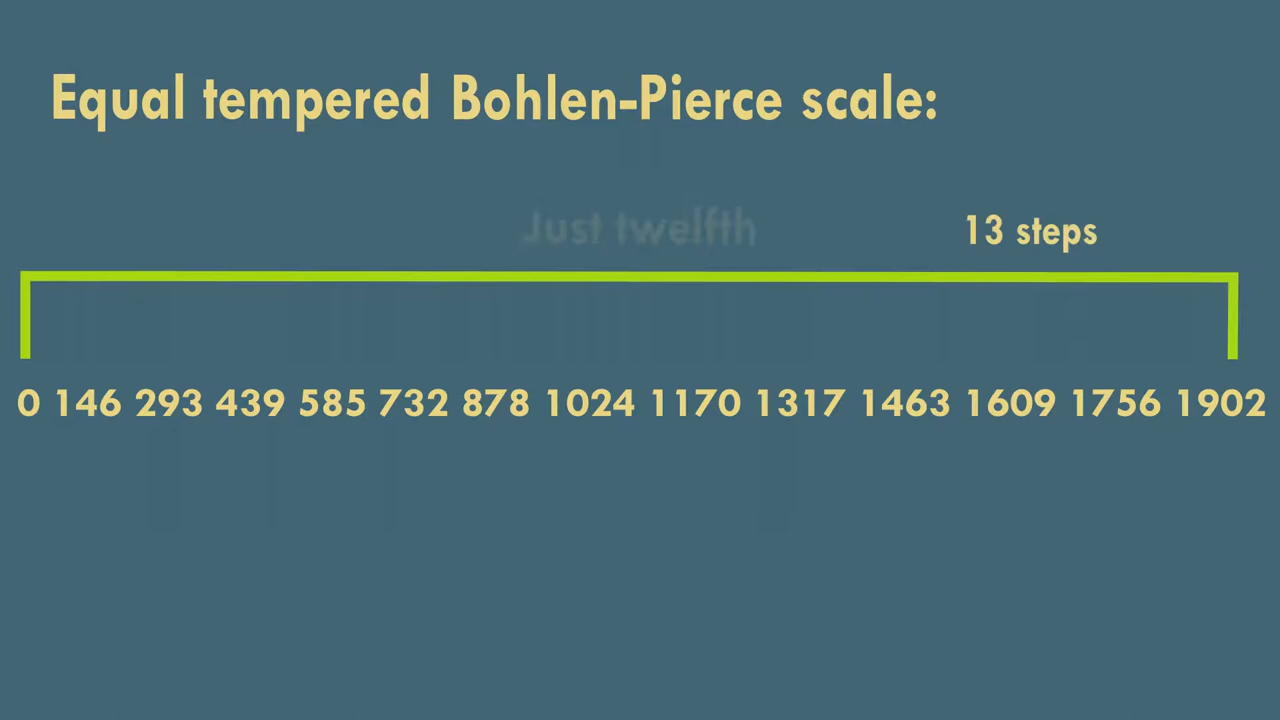 Equal tempered Bohlen-Pierce scale:
Just twelfth
13 steps
0 146 293 439 585 732 878 1024 1170 1317 1463 1609 1756 1902